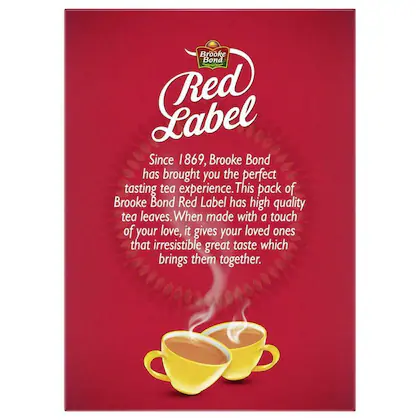 Brooke
Bond
Red
Label
Since 1869, Brooke Bond
has brought you the perfect
tasting tea experience. This pack of
Brooke Bond Red Label has high quality
tea leaves. When made with a touch
of your love, it gives your loved ones
that irresistible great taste which
brings them together.